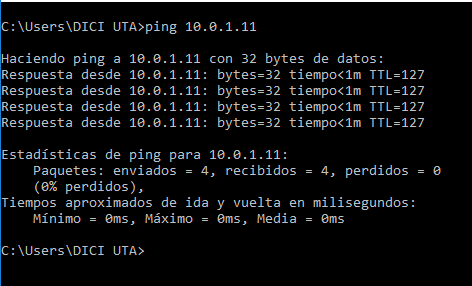 C:\Users\DICI UTA>ping 10.0.1.11
Haciendo ping a 10.0.1.11 con 32 bytes de datos:
Respuesta desde 10.0.1.11: bytes=32 tiempo<1m TTL=127
Respuesta desde 10.0.1.11: bytes=32 tiempo<1m TTL=127
Respuesta desde 10.0.1.11: bytes=32 tiempo<1m TTL=127
Respuesta desde 10.0.1.11: bytes=32 tiempo<1m TTL=127
Estadísticas de ping para 10.0.1.11:
Paquetes: enviados = 4, recibidos = 4, perdidos = 0
(0% perdidos),
Tiempos aproximados de ida y vuelta en milisegundos:
Mínimo = 0ms, Máximo = 0ms, Media = 0ms
C:\Users\DICI UTA>